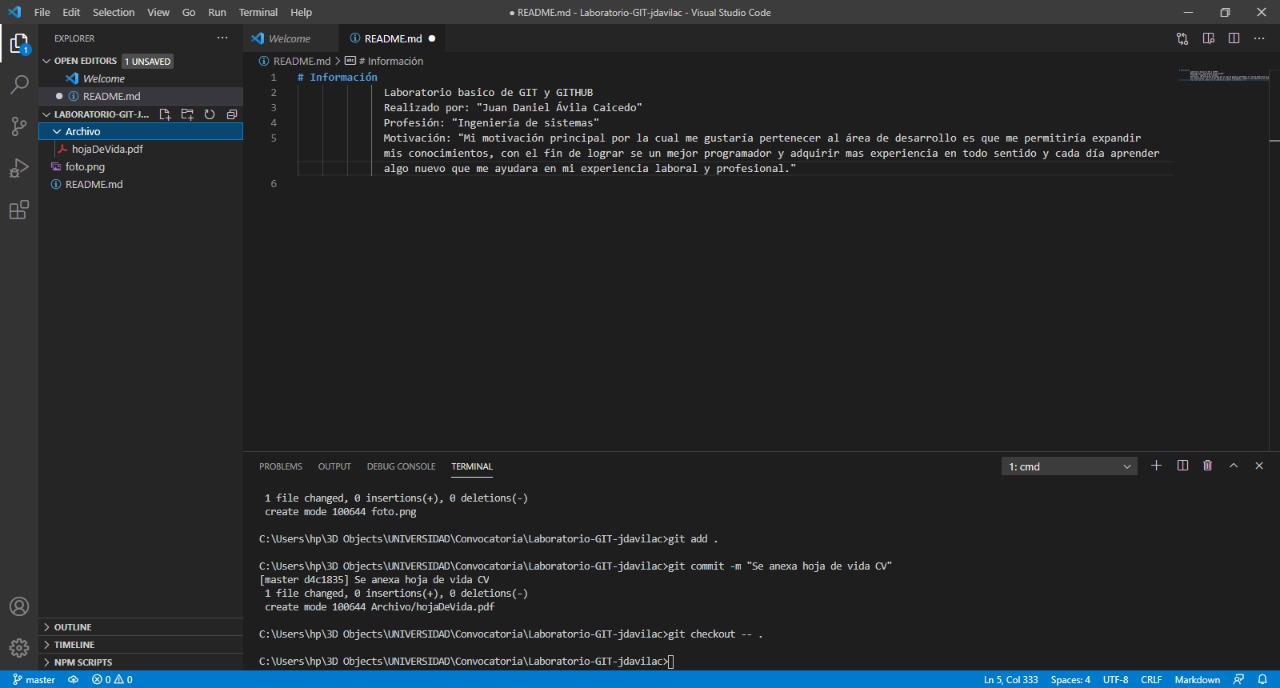 File Edit Selection View Go Run Terminal Help
● README.md - Laboratorio-GIT-jdavilac - Visual Studio Code
EXPLORER ...
Welcome
README.md ●
1
OPEN EDITORS 1 UNSAVED
README.md > # Información
Welcome
README.md
LABORATORIO-GIT-J...
Archivo
hojaDeVida.pdf
foto.png
README.md
1 # Información
2 Laboratorio basico de GIT y GITHUB
3 Realizado por: "Juan Daniel Ávila Caicedo"
4 Profesión: "Ingeniería de sistemas"
5 Motivación: "Mi motivación principal por la cual me gustaría pertenecer al área de desarrollo es que me permitiría expandir
mis conocimientos, con el fin de lograr se un mejor programador y adquirir mas experiencia en todo sentido y cada día aprender
algo nuevo que me ayudara en mi experiencia laboral y profesional."
6
PROBLEMS OUTPUT DEBUG CONSOLE TERMINAL
1: cmd
1 file changed, 0 insertions(+), 0 deletions(-)
create mode 100644 foto.png
C:\Users\hp\3D Objects\UNIVERSIDAD\Convocatoria\Laboratorio-GIT-jdavilac>git add .
C:\Users\hp\3D Objects\UNIVERSIDAD\Convocatoria\Laboratorio-GIT-jdavilac>git commit -m "Se anexa hoja de vida CV"
[master d4c1835] Se anexa hoja de vida CV
1 file changed, 0 insertions(+), 0 deletions(-)
create mode 100644 Archivo/hojaDeVida.pdf
C:\Users\hp\3D Objects\UNIVERSIDAD\Convocatoria\Laboratorio-GIT-jdavilac>git checkout -- .
C:\Users\hp\3D Objects\UNIVERSIDAD\Convocatoria\Laboratorio-GIT-jdavilac>
OUTLINE
TIMELINE
NPM SCRIPTS
master 0 0 Ln 5, Col 333 Spaces: 4 UTF-8 CRLF Markdown